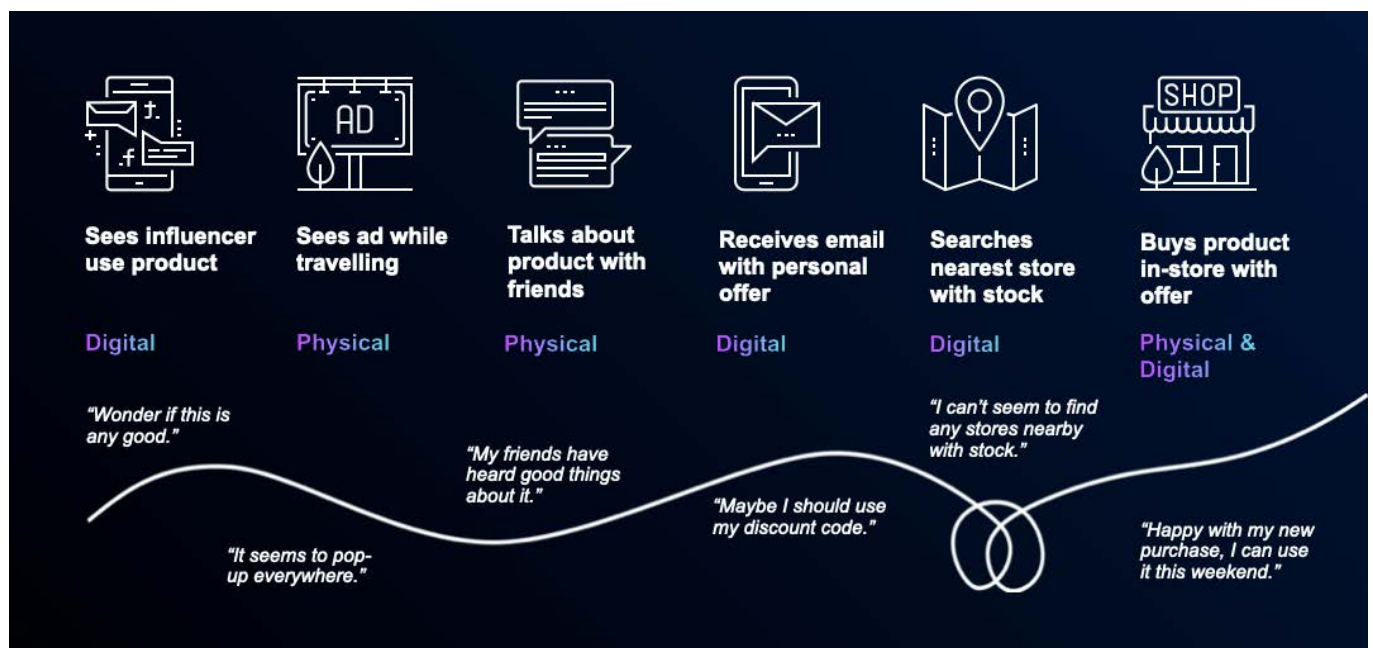 AD
SHOP
Sees influencer
use product
Digital
"Wonder if this is
any good."
Sees ad while
travelling
Physical
"It seems to pop-
up everywhere."
Talks about
product with
friends
Physical
"My friends have
heard good things
about it."
Receives email
with personal
offer
Digital
"Maybe I should use
my discount code."
Searches
nearest store
with stock
Digital
"I can't seem to find
any stores nearby
with stock."
Buys product
in-store with
offer
Physical &
Digital
"Happy with my new
purchase, I can use
it this weekend."